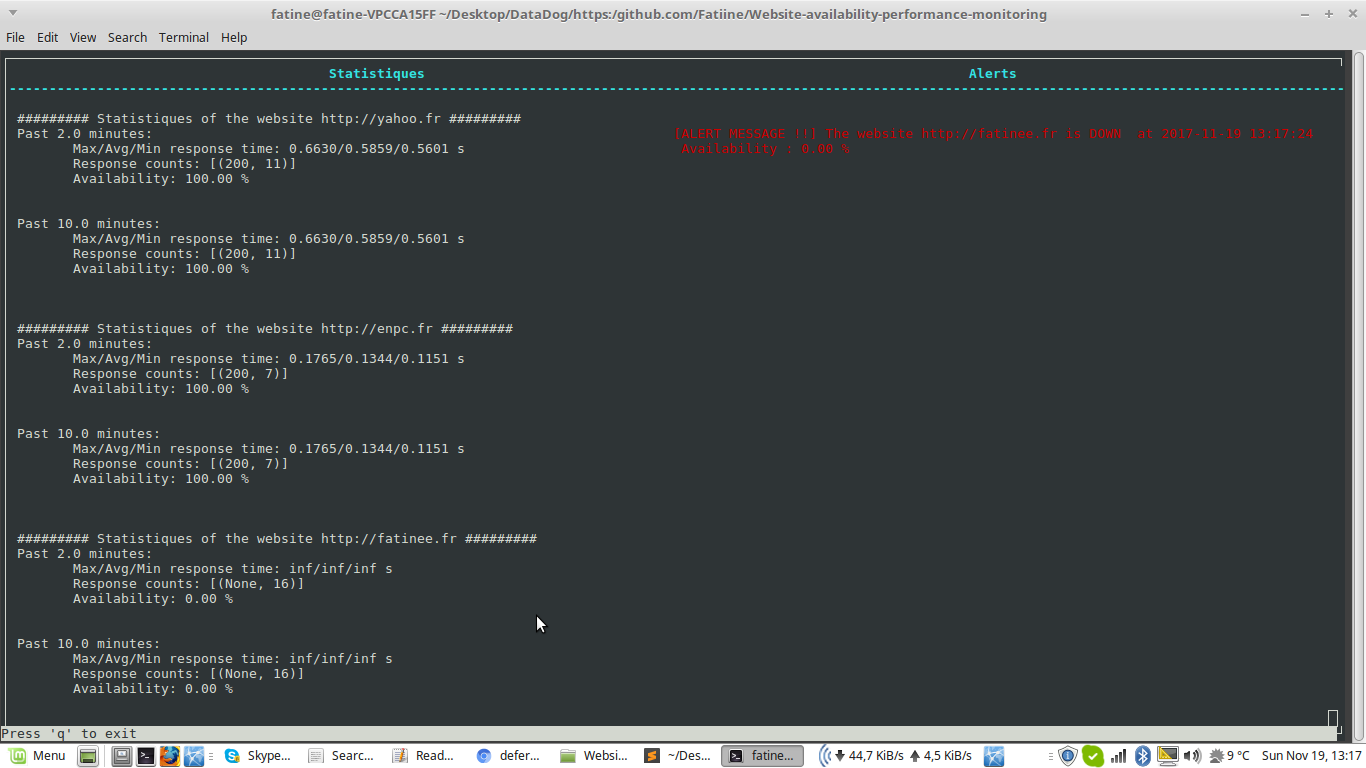 fatine@fatine-VPCCA15FF ~/Desktop/DataDog/https:/github.com/Fatiine/Website-availability-performance-monitoring
File Edit View Search Terminal Help
Statistiques
Alerts
######### Statistiques of the website http://yahoo.fr #########
Past 2.0 minutes:
Max/Avg/Min response time: 0.6630/0.5859/0.5601 s
Response counts: [(200, 11)]
Availability: 100.00 %
Past 10.0 minutes:
Max/Avg/Min response time: 0.6630/0.5859/0.5601 s
Response counts: [(200, 11)]
Availability: 100.00 %
######### Statistiques of the website http://enpc.fr #########
Past 2.0 minutes:
Max/Avg/Min response time: 0.1765/0.1344/0.1151 s
Response counts: [(200, 7)]
Availability: 100.00 %
Past 10.0 minutes:
Max/Avg/Min response time: 0.1765/0.1344/0.1151 s
Response counts: [(200, 7)]
Availability: 100.00 %
######### Statistiques of the website http://fatinee.fr #########
Past 2.0 minutes:
Max/Avg/Min response time: inf/inf/inf s
Response counts: [(None, 16)]
Availability: 0.00 %
Past 10.0 minutes:
Max/Avg/Min response time: inf/inf/inf s
Response counts: [(None, 16)]
Availability: 0.00 %
[ALERT MESSAGE !!] The website http://fatinee.fr is DOWN  at 2017-11-19 13:17:24
Availability : 0.00 %
Press 'q' to exit
Menu Skype... Searc... Read... defer... Websi... ~/Des... fatine... 44,7 KiB/s 4,5 KiB/s 9 °C Sun Nov 19, 13:17